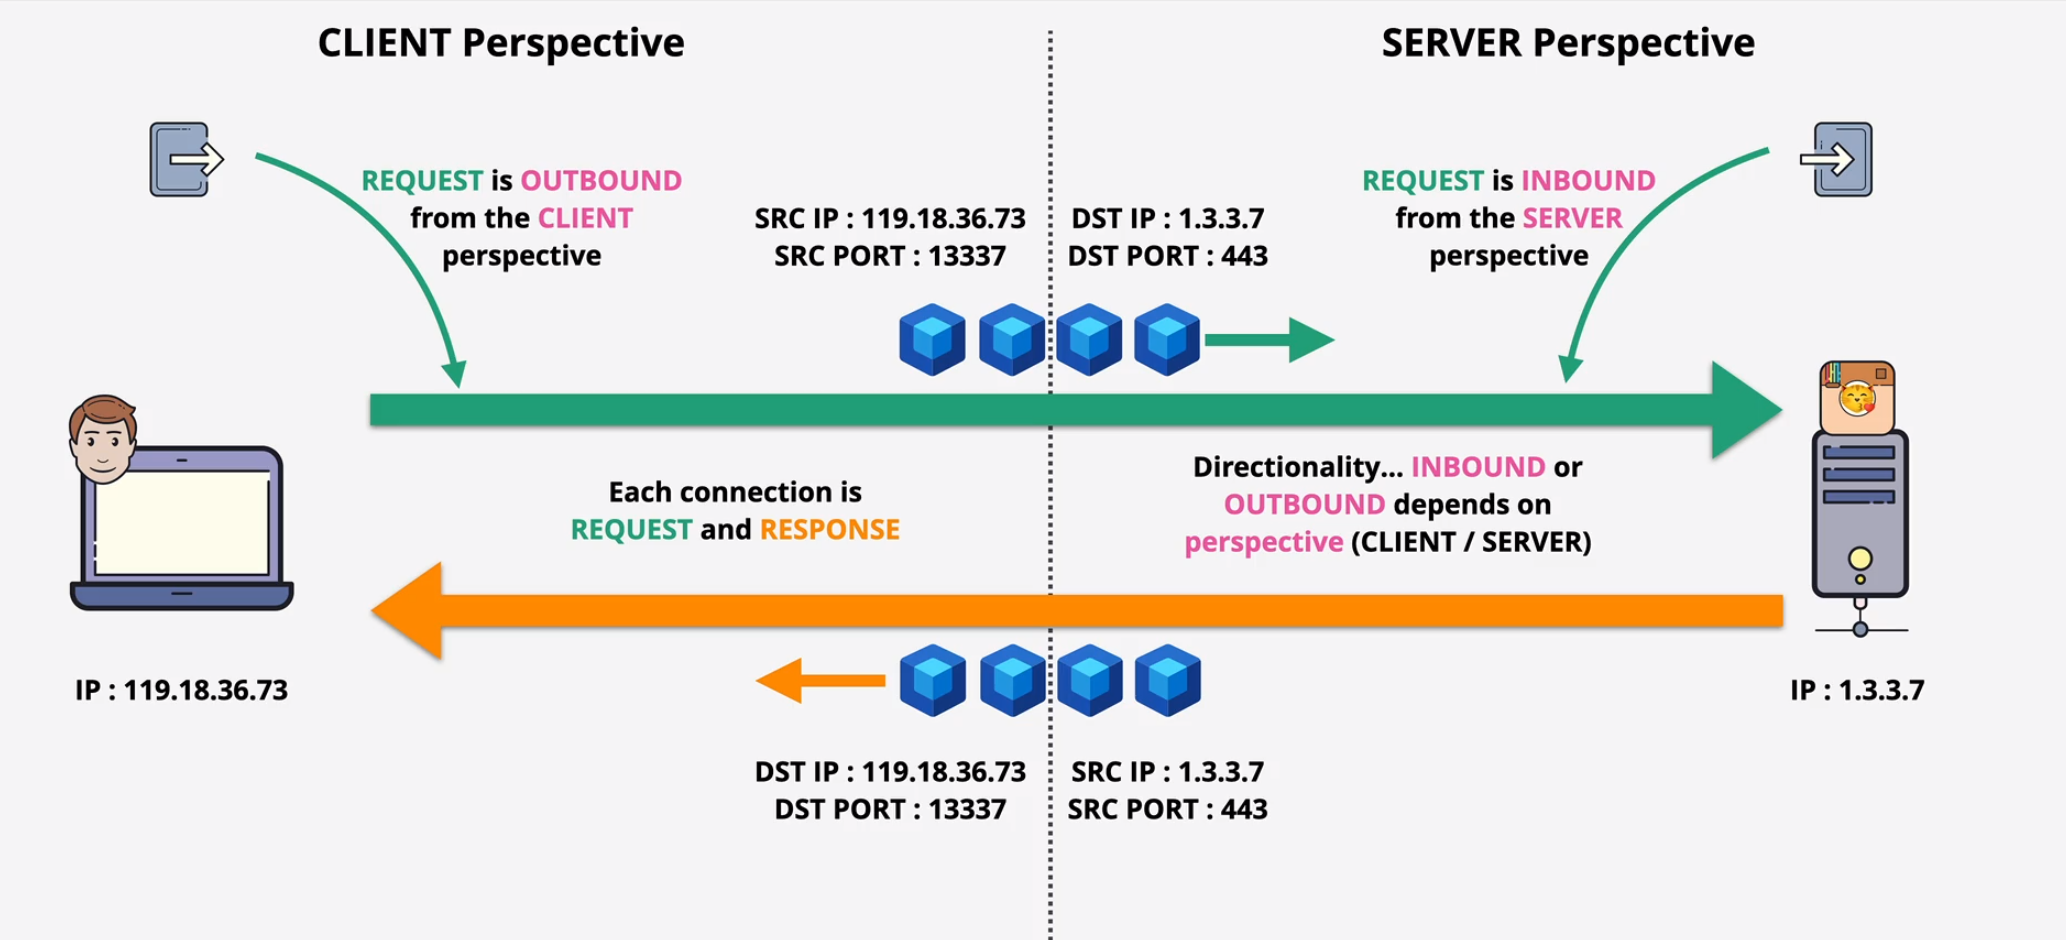 CLIENT Perspective
SERVER Perspective
REQUEST is OUTBOUND
from the CLIENT
perspective
SRC IP : 119.18.36.73
SRC PORT : 13337
DST IP : 1.3.3.7
DST PORT : 443
REQUEST is INBOUND
from the SERVER
perspective
Each connection is
REQUEST and RESPONSE
Directionality... INBOUND or
OUTBOUND depends on
perspective (CLIENT / SERVER)
IP : 119.18.36.73
IP : 1.3.3.7
DST IP : 119.18.36.73
DST PORT : 13337
SRC IP : 1.3.3.7
SRC PORT : 443